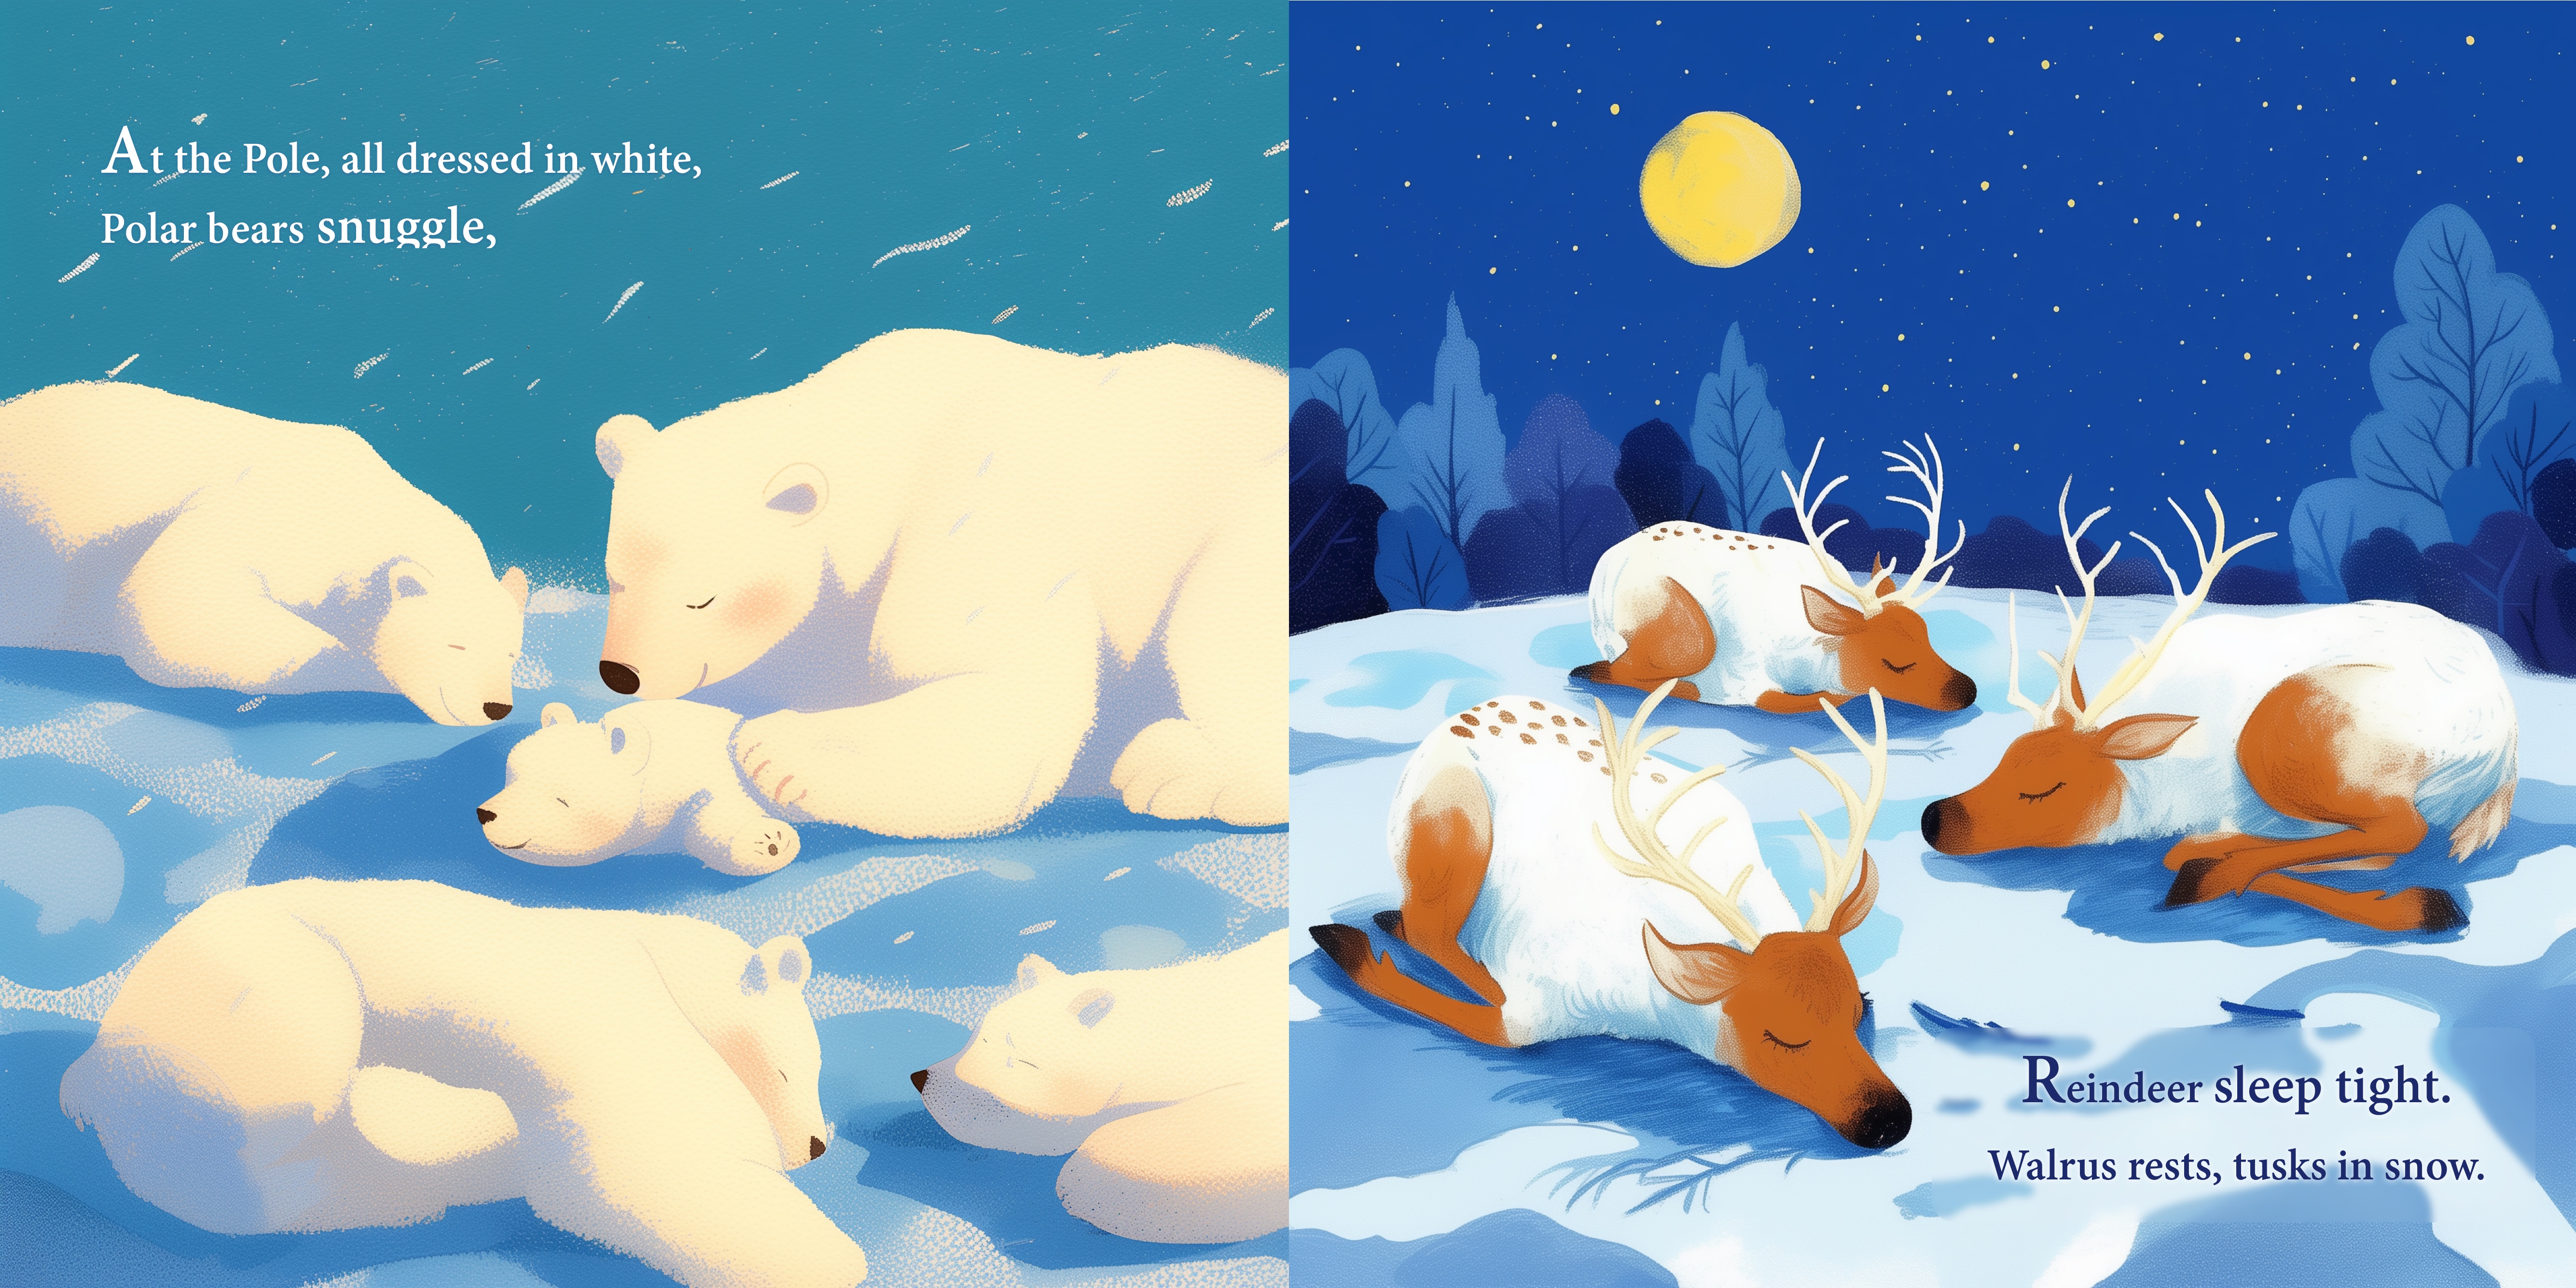 At the Pole, all dressed in white,
Polar bears snuggle,
Reindeer sleep tight.
Walrus rests, tusks in snow.